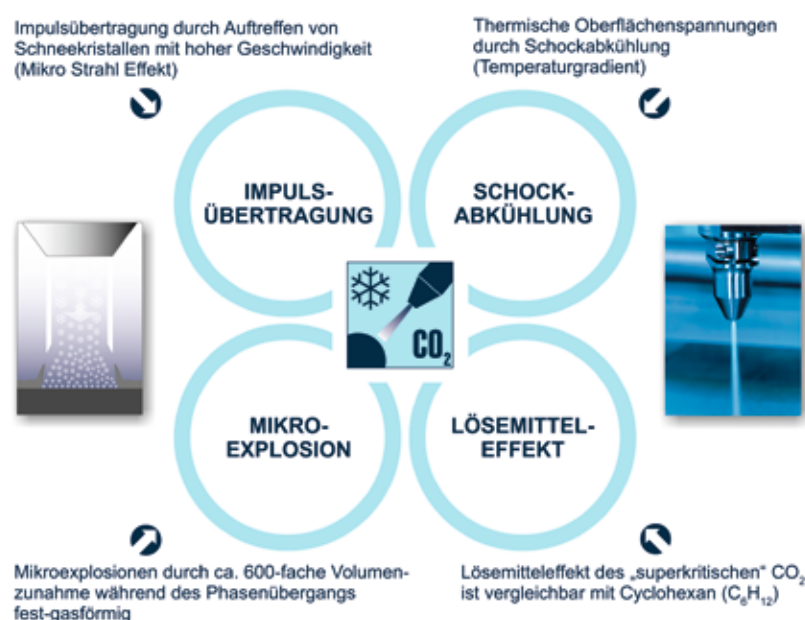 Impulsübertragung durch Auftreffen von
Schneekristallen mit hoher Geschwindigkeit
(Mikro Strahl Effekt)
Thermische Oberflächenspannungen
durch Schockabkühlung
(Temperaturgradient)
IMPULS-
ÜBERTRAGUNG
SCHOCK-
ABKÜHLUNG
CO₂
MIKRO-
EXPLOSION
LÖSEMITTEL-
EFFEKT
Mikroexplosionen durch ca. 600-fache Volumen-
zunahme während des Phasenübergangs
fest-gasförmig
Lösemitteleffekt des „superkritischen“ CO₂
ist vergleichbar mit Cyclohexan (C₆H₁₂)